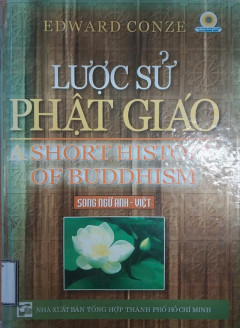 EDWARD CONZE
LƯỢC SỬ
PHẬT GIÁO
A SHORT HISTORY
OF BUDDHISM
SONG NGỮ ANH - VIỆT
NHÀ XUẤT BẢN TỔNG HỢP THÀNH PHỐ HỒ CHÍ MINH